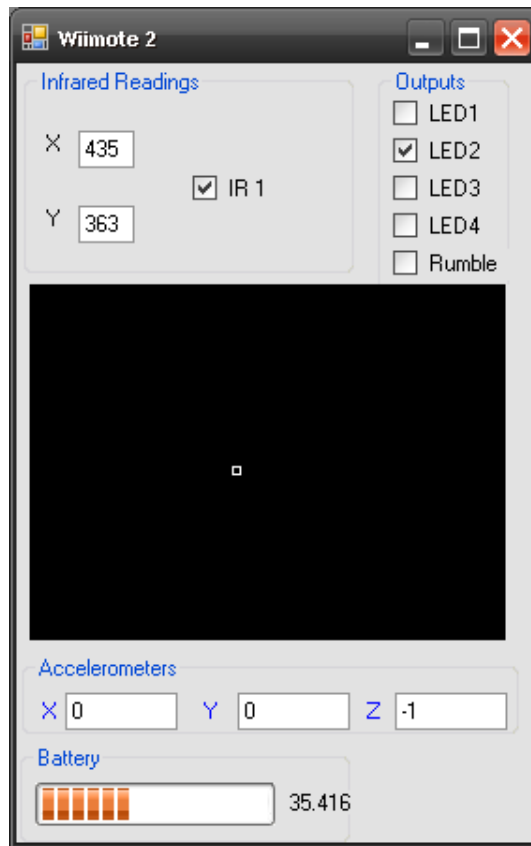 Wiimote 2
Infrared Readings
X 435
IR 1
Y 363
Outputs
LED1
LED2
LED3
LED4
Rumble
Accelerometers
X 0 Y 0 Z -1
Battery
35.416